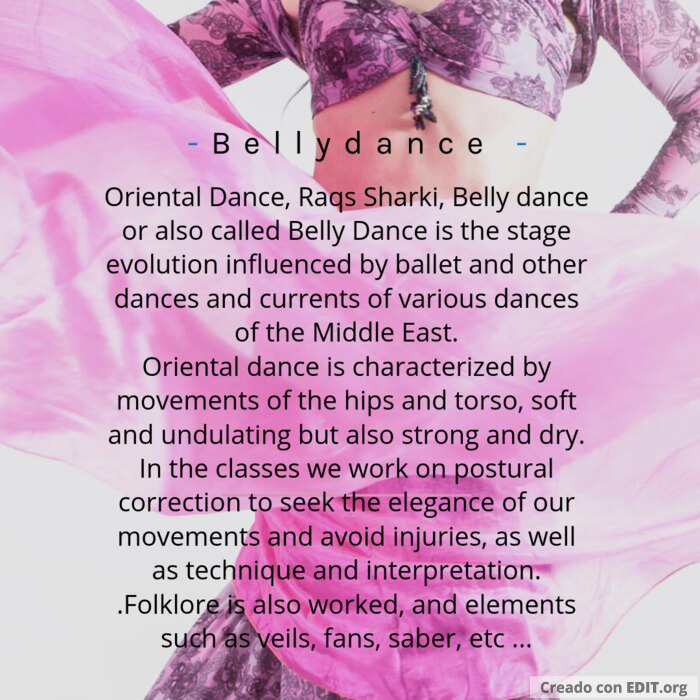 - Bellydance -
Oriental Dance, Raqs Sharki, Belly dance
or also called Belly Dance is the stage
evolution influenced by ballet and other
dances and currents of various dances
of the Middle East.
Oriental dance is characterized by
movements of the hips and torso, soft
and undulating but also strong and dry.
In the classes we work on postural
correction to seek the elegance of our
movements and avoid injuries, as well
as technique and interpretation.
.Folklore is also worked, and elements
such as veils, fans, saber, etc ...
Creado con EDIT.org